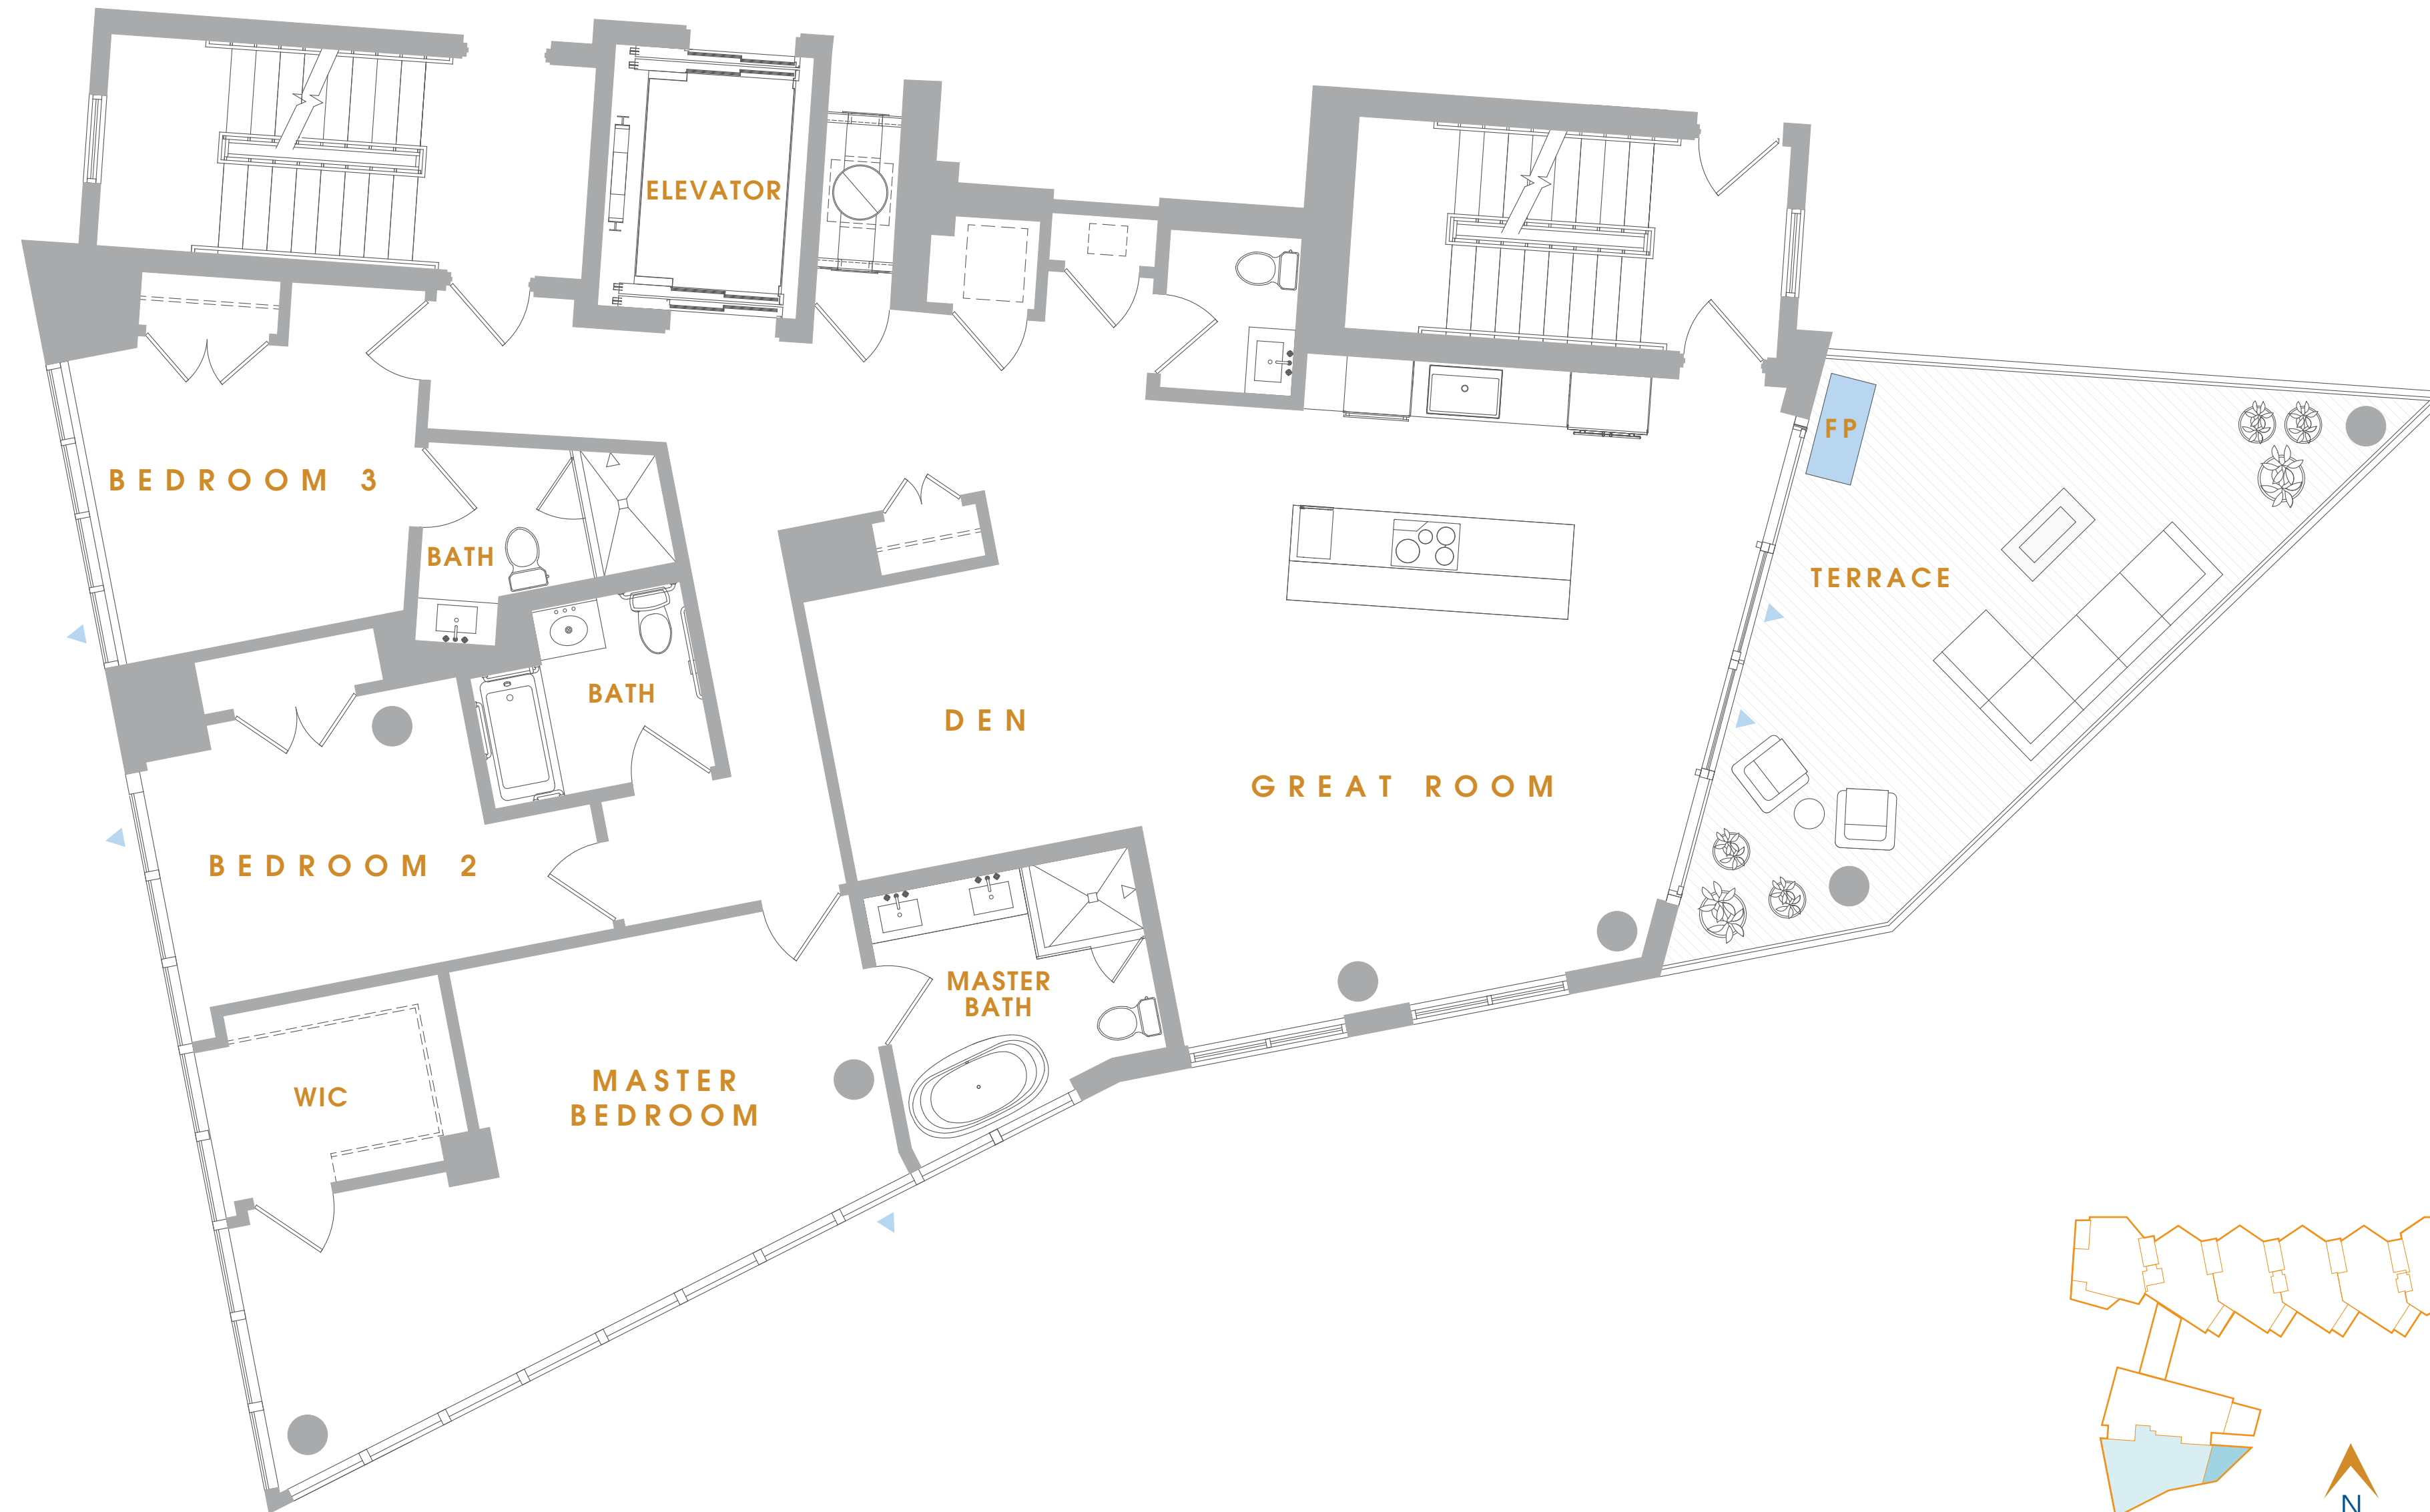 ELEVATOR
FP
BEDROOM 3
BATH
TERRACE
BATH
DEN
GREAT ROOM
BEDROOM 2
MASTER
BATH
WIC
MASTER
BEDROOM
N